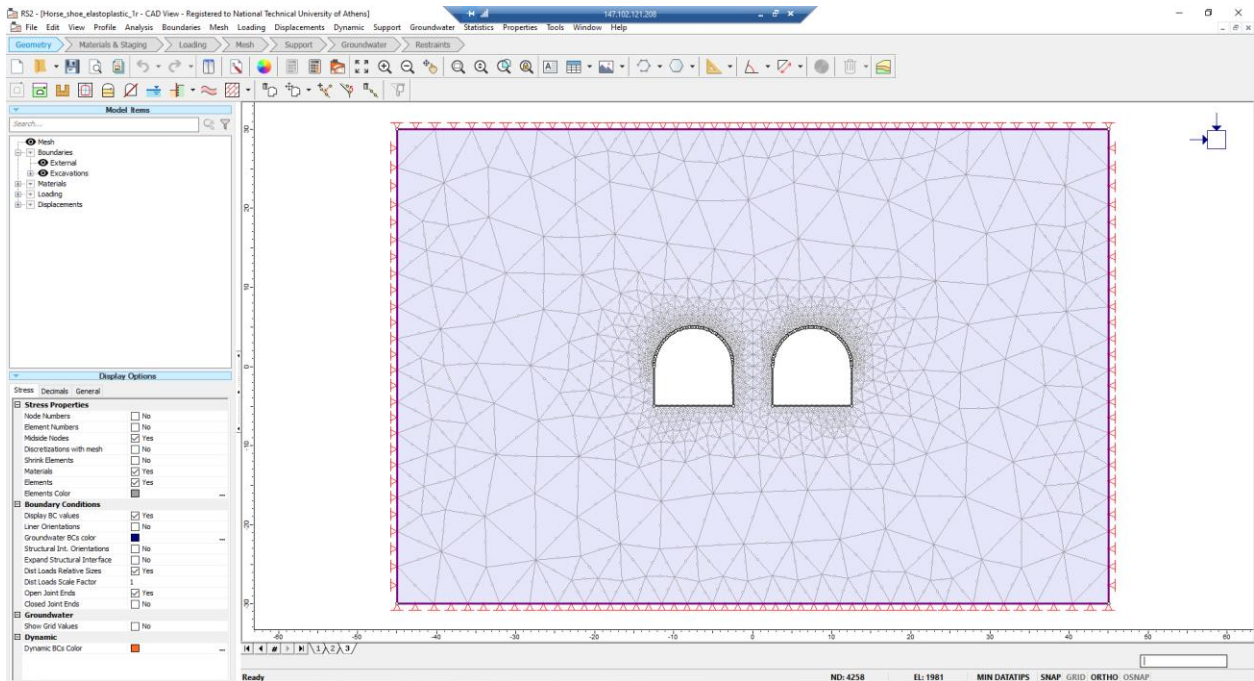 RS2 - [Horse_shoe_elastoplastic_1r - CAD View - Registered to National Technical University of Athens]
147.102.121.208
File Edit View Profile Analysis Boundaries Mesh Loading Displacements Dynamic Support Groundwater Statistics Properties Tools Window Help
Geometry Materials & Staging Loading Mesh Support Groundwater Restraints
Model Items
Search...
Mesh
Boundaries
External
Excavations
Materials
Loading
Displacements
Display Options
Stress Decimals General
Stress Properties
Node Numbers No
Element Numbers No
Midside Nodes Yes
Discretizations with mesh No
Shrink Elements No
Materials Yes
Elements Yes
Elements Color ...
Boundary Conditions
Display BC values Yes
Liner Orientations No
Groundwater BCs color ...
Structural Int. Orientations No
Expand Structural Interface No
Dist Loads Relative Sizes Yes
Dist Loads Scale Factor 1
Open Joint Ends Yes
Closed Joint Ends No
Groundwater
Show Grid Values No
Dynamic
Dynamic BCs Color ...
30
20
10
0
-10
-20
-30
-60 -50 -40 -30 -20 -10 0 10 20 30 40 50 60
1 2 3
Ready ND: 4258 EL: 1981 MIN DATATIPS SNAP GRID ORTHO OSNAP